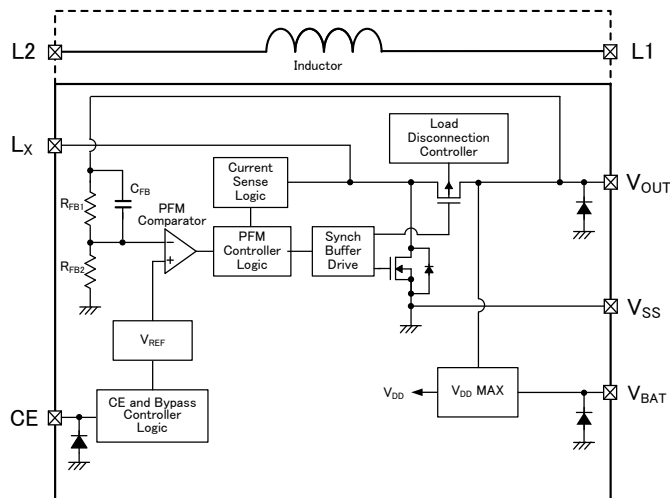 L2
Inductor
L1
LX
Load
Disconnection
Controller
Current
Sense
Logic
CFB
RFB1
PFM
Comparator
VOUT
−
+
PFM
Controller
Logic
Synch
Buffer
Drive
RFB2
VSS
VREF
CE
CE and Bypass
Controller
Logic
VDD
VDD MAX
VBAT